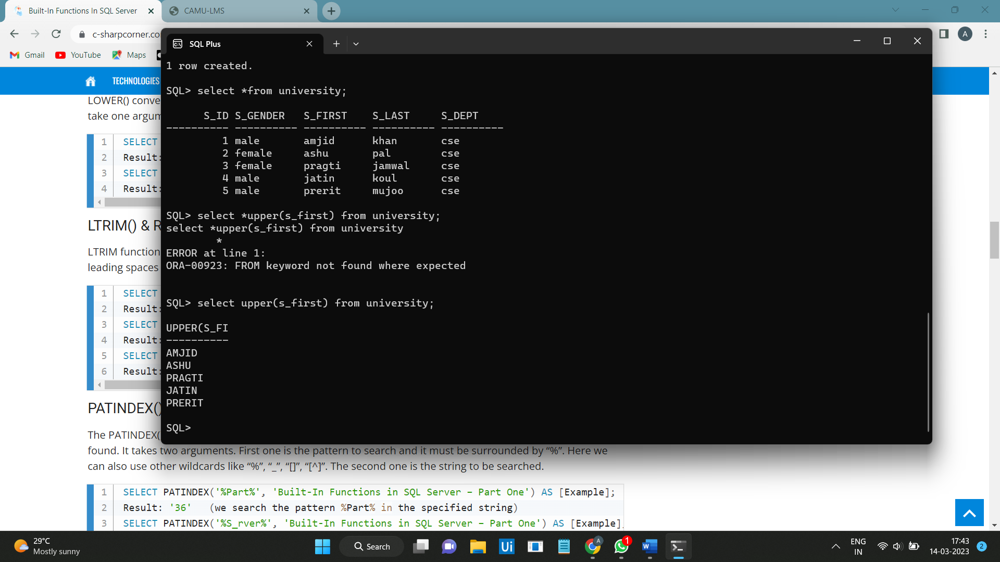 Built-In Functions In SQL Server
CAMU-LMS
c-sharpcorner.co
A
Gmail
YouTube
Maps
SQL Plus
TECHNOLOGIES
LOWER() conve
take one argum
1 SELECT
2 Result:
3 SELECT
4 Result:
LTRIM() & R
LTRIM function
leading spaces
1 SELECT
2 Result:
3 SELECT
4 Result:
5 SELECT
6 Result:
PATINDEX()
The PATINDEX(
found. It takes two arguments. First one is the pattern to search and it must be surrounded by “%”. Here we
can also use other wildcards like “%”, “_”, “[]”, “[^]”. The second one is the string to be searched.
1 SELECT PATINDEX('%Part%', 'Built-In Functions in SQL Server - Part One') AS [Example];
2 Result: '36' (we search the pattern %Part% in the specified string)
3 SELECT PATINDEX('%S_rver%', 'Built-In Functions in SQL Server - Part One') AS [Example]
1 row created.
SQL> select *from university;
S_ID S_GENDER S_FIRST S_LAST S_DEPT
---------- ---------- ---------- ---------- ----------
1 male amjid khan cse
2 female ashu pal cse
3 female pragti jamwal cse
4 male jatin koul cse
5 male prerit mujoo cse
SQL> select *upper(s_first) from university;
select *upper(s_first) from university
*
ERROR at line 1:
ORA-00923: FROM keyword not found where expected
SQL> select upper(s_first) from university;
UPPER(S_FI
----------
AMJID
ASHU
PRAGTI
JATIN
PRERIT
SQL>
29°C
Mostly sunny
Search
Ui
A
1
W
ENG
IN
17:43
14-03-2023
2